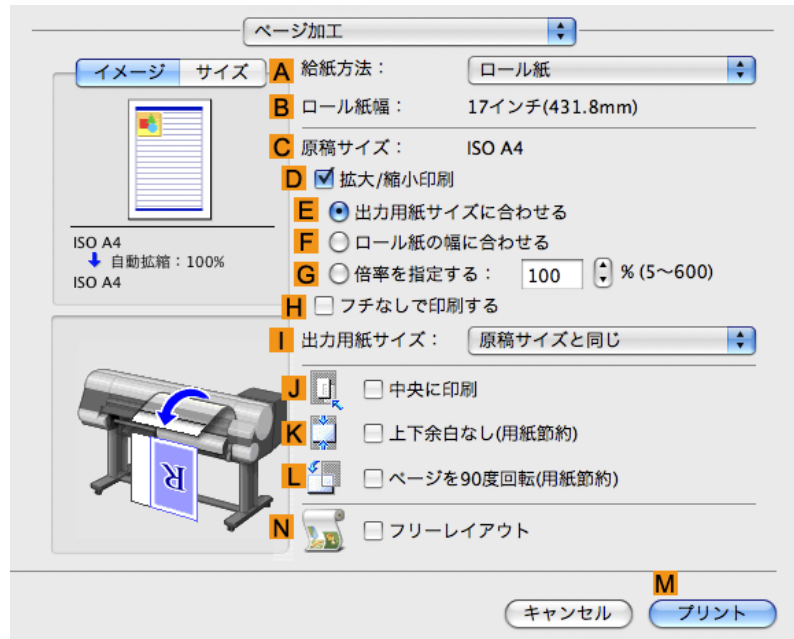 ページ加工
イメージ サイズ
A 給紙方法： ロール紙
B ロール紙幅： 17インチ(431.8mm)
C 原稿サイズ： ISO A4
D 拡大/縮小印刷
E 出力用紙サイズに合わせる
F ロール紙の幅に合わせる
G 倍率を指定する： 100 % (5〜600)
ISO A4
自動拡縮：100%
ISO A4
H フチなしで印刷する
I 出力用紙サイズ： 原稿サイズと同じ
J 中央に印刷
K 上下余白なし(用紙節約)
L ページを90度回転(用紙節約)
R
N フリーレイアウト
M
キャンセル プリント